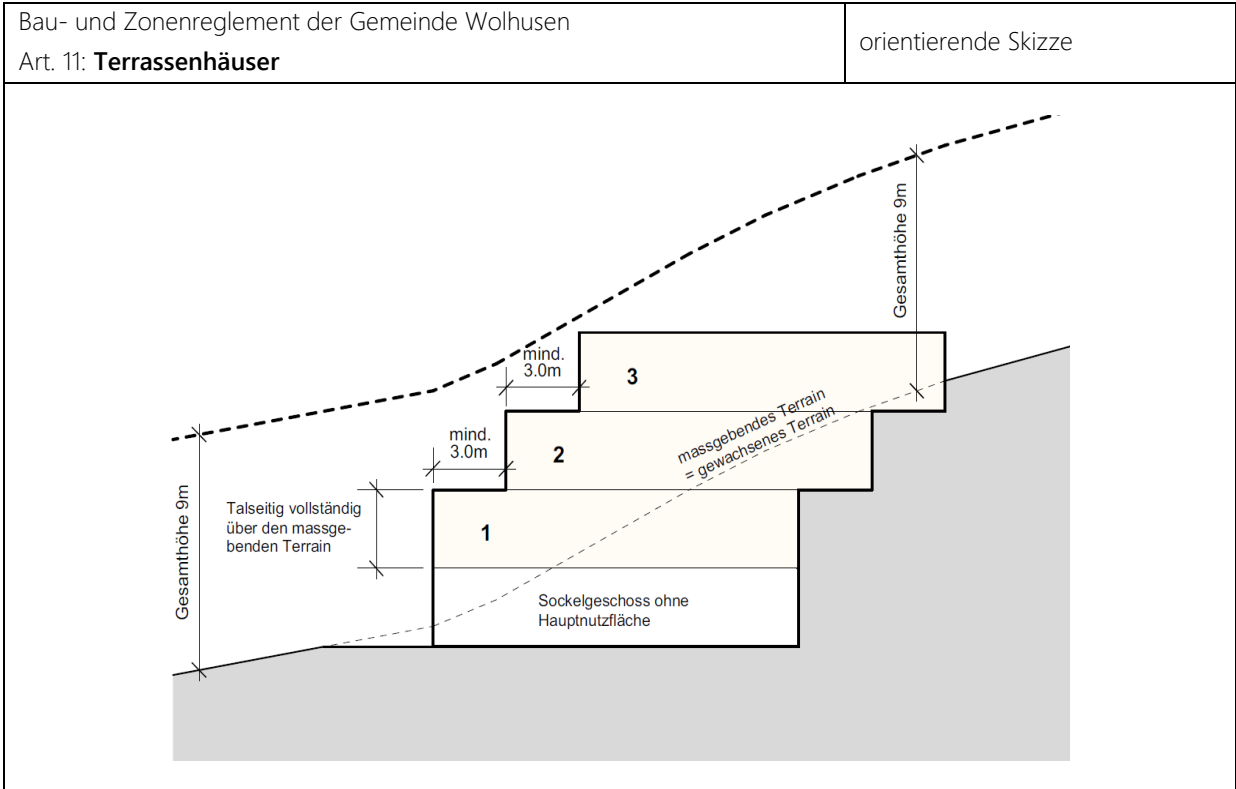 Bau- und Zonenreglement der Gemeinde Wolhusen
Art. 11: Terrassenhäuser
orientierende Skizze
Gesamthöhe 9m
mind.
3.0m
3
massgebendes Terrain
= gewachsenes Terrain
mind.
3.0m
2
Gesamthöhe 9m
Talseitig vollständig
über den massge-
benden Terrain
1
Sockelgeschoss ohne
Hauptnutzfläche